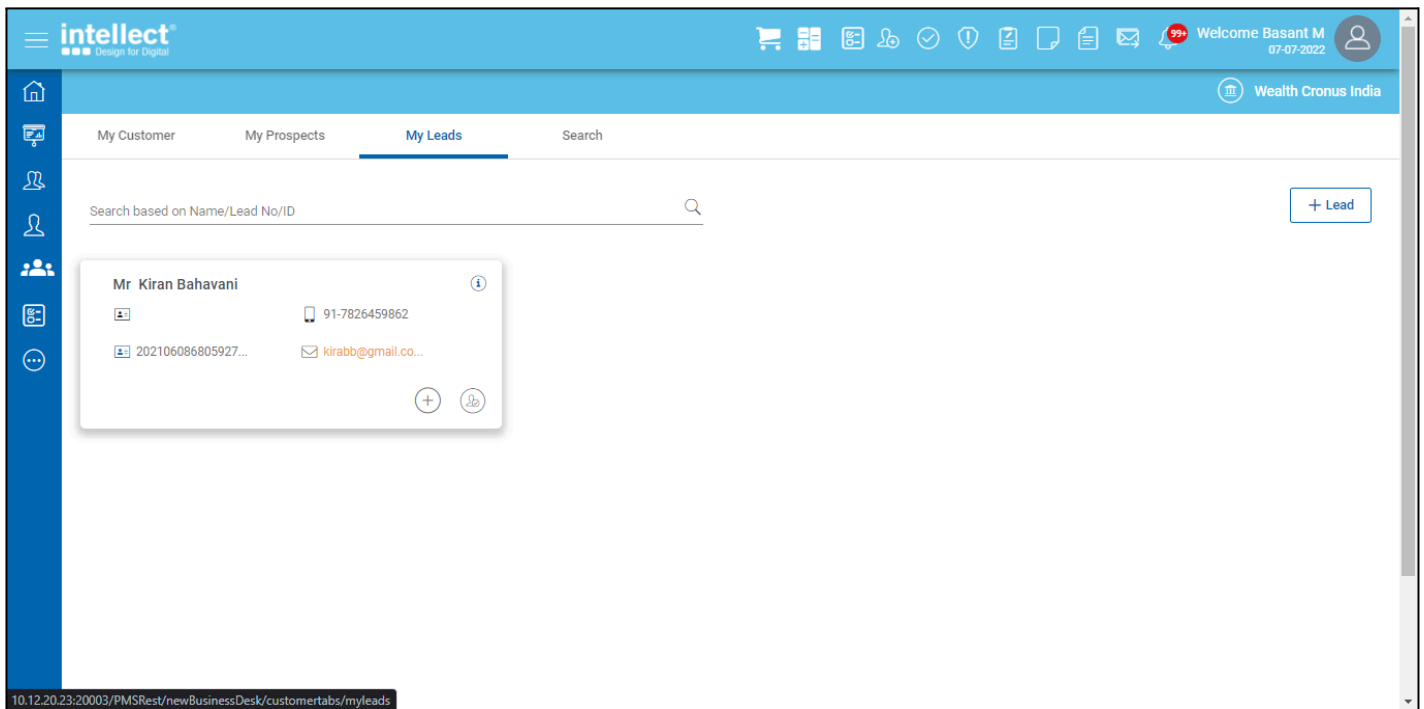 intellect®
Design for Digital
99+
Welcome Basant M
07-07-2022
Wealth Cronus India
My Customer My Prospects My Leads Search
Search based on Name/Lead No/ID
+ Lead
Mr Kiran Bahavani
91-7826459862
202106086805927...
kirabb@gmail.co...
10.12.20.23:20003/PMSRest/newBusinessDesk/customertabs/myleads